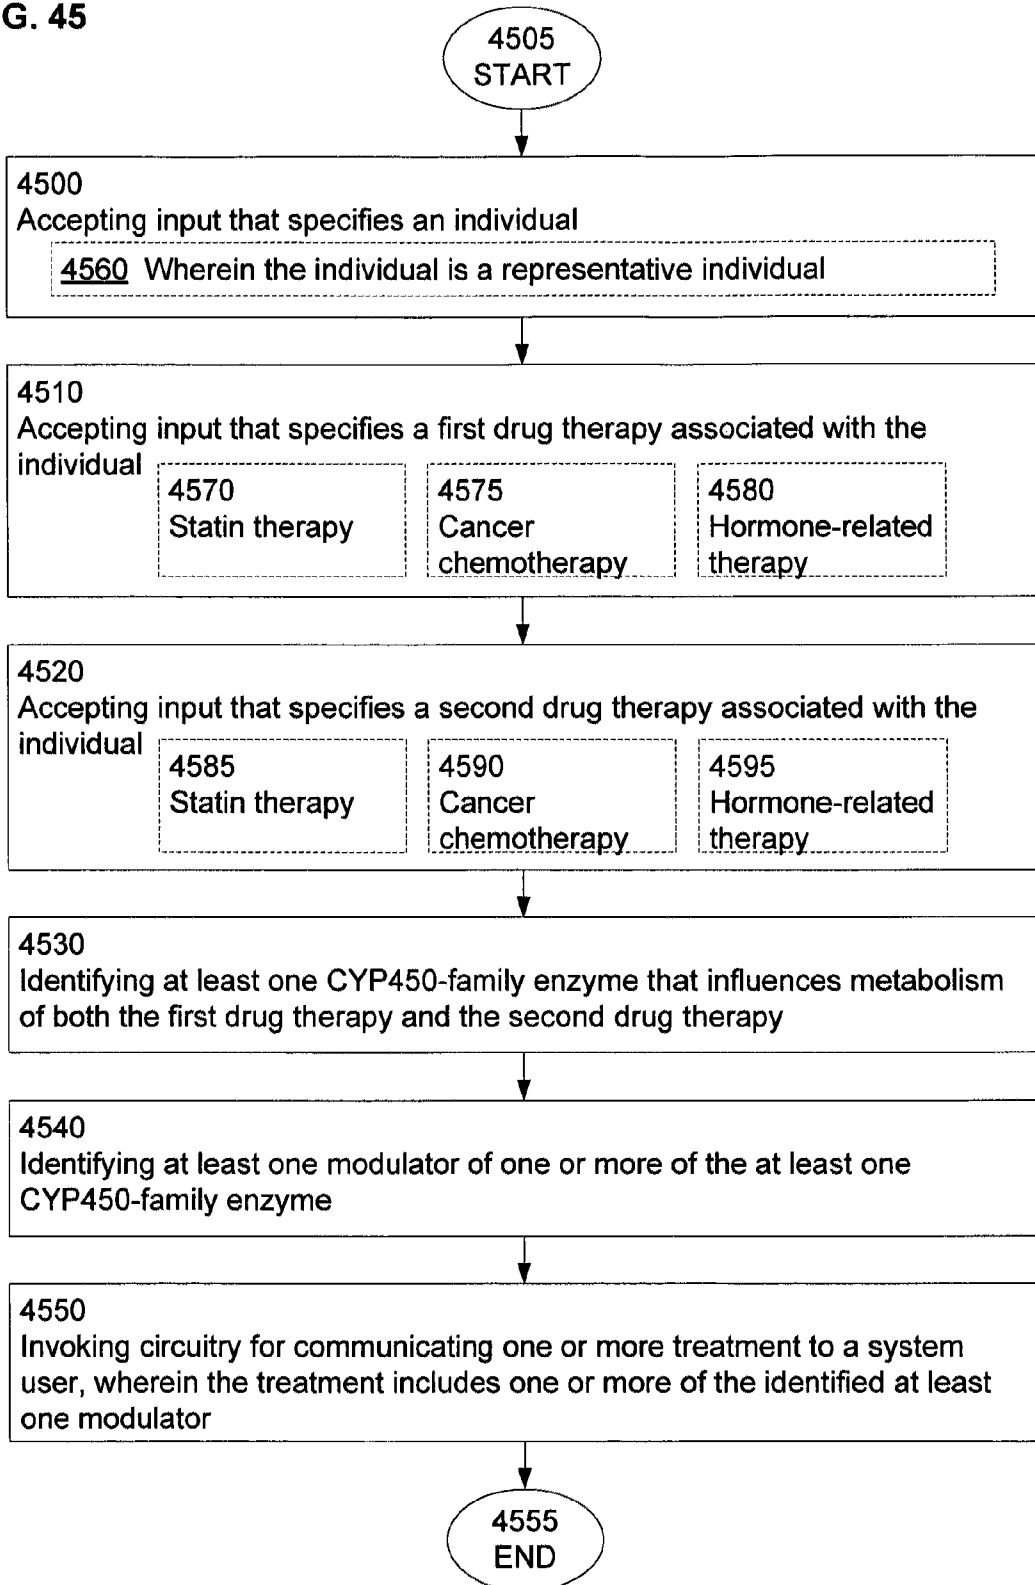 G. 45
4505
START
4500
Accepting input that specifies an individual
4560 Wherein the individual is a representative individual
4510
Accepting input that specifies a first drug therapy associated with the
individual
4570
Statin therapy
4575
Cancer
chemotherapy
4580
Hormone-related
therapy
4520
Accepting input that specifies a second drug therapy associated with the
individual
4585
Statin therapy
4590
Cancer
chemotherapy
4595
Hormone-related
therapy
4530
Identifying at least one CYP450-family enzyme that influences metabolism
of both the first drug therapy and the second drug therapy
4540
Identifying at least one modulator of one or more of the at least one
CYP450-family enzyme
4550
Invoking circuitry for communicating one or more treatment to a system
user, wherein the treatment includes one or more of the identified at least
one modulator
4555
END